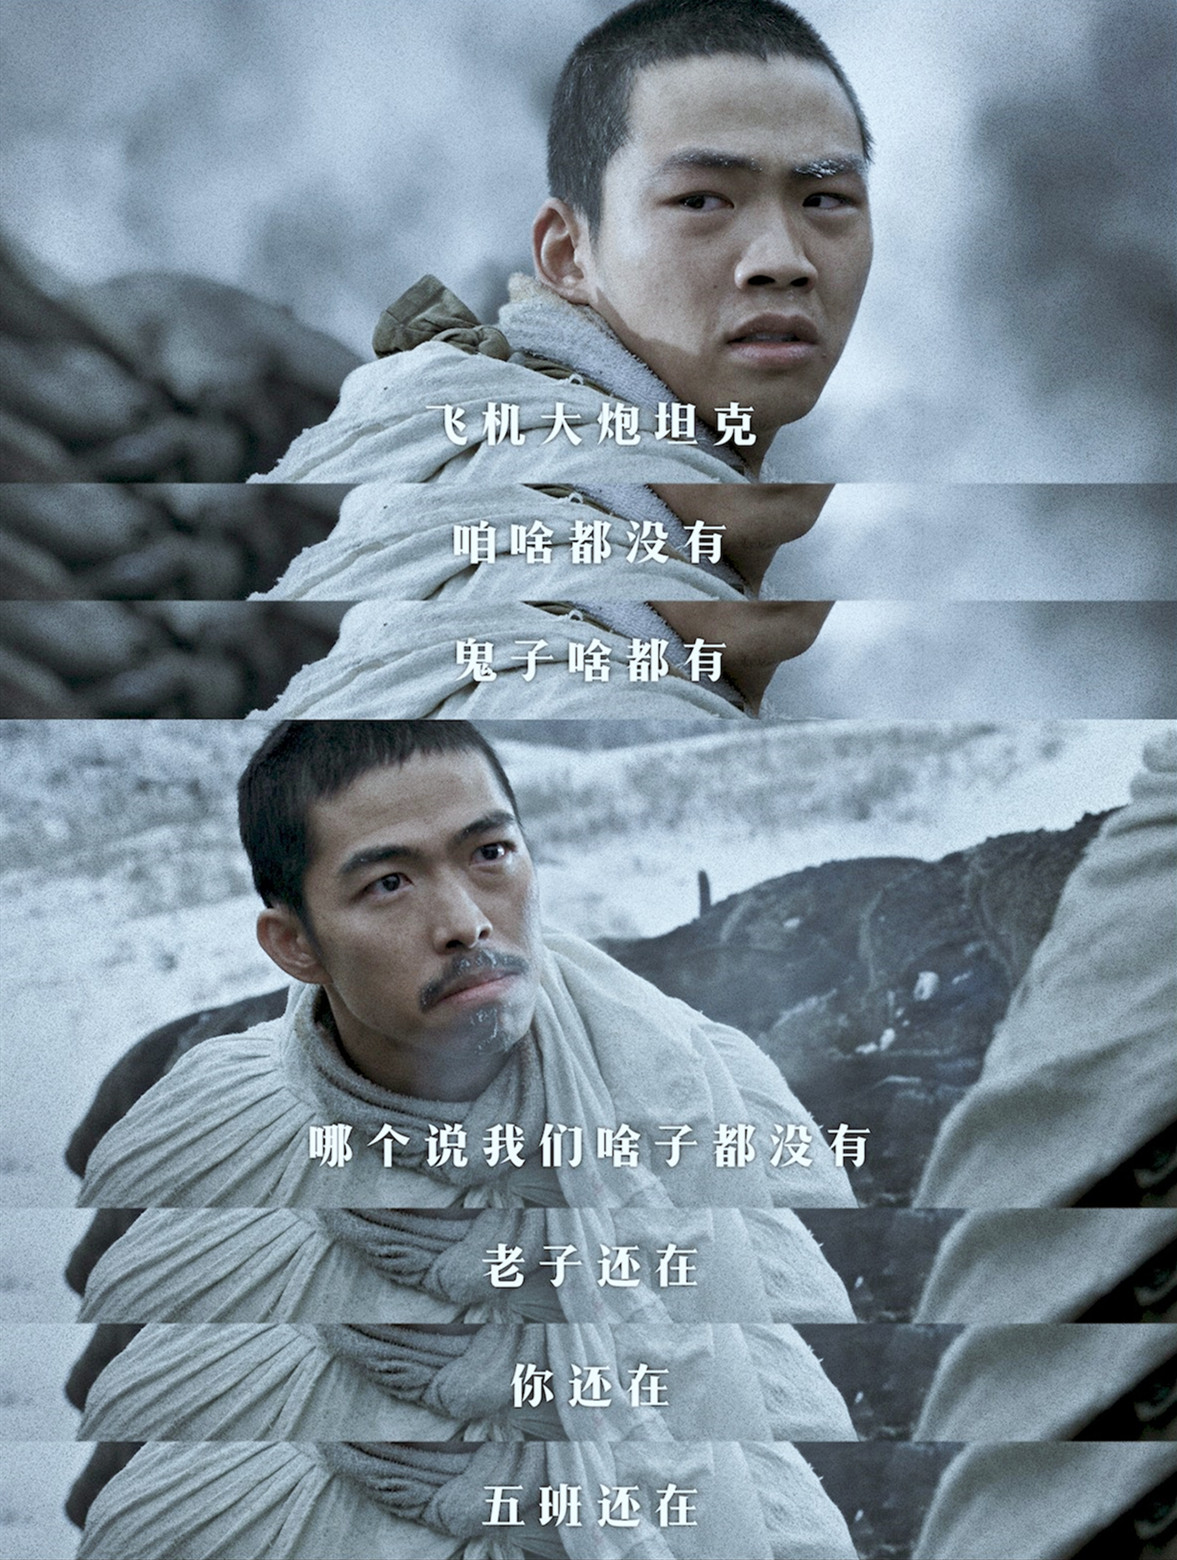 飞机大炮坦克
咱啥都没有
鬼子啥都有
哪个说我们啥子都没有
老子还在
你还在
五班还在